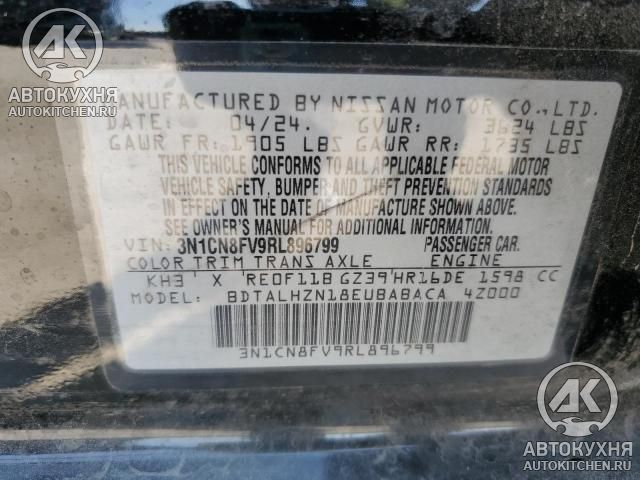 AK
АВТОКУХНЯ
AUTOKITCHEN.RU
MANUFACTURED BY NISSAN MOTOR CO.,LTD.
DATE: 04/24. GVWR: 3624 LBS
GAWR FR: 1905 LBS GAWR RR: 1735 LBS
THIS VEHICLE CONFORMS TO ALL APPLICABLE FEDERAL MOTOR
VEHICLE SAFETY, BUMPER AND THEFT PREVENTION STANDARDS
IN EFFECT ON THE DATE OF MANUFACTURE SHOWN ABOVE.
SEE OWNER'S MANUAL FOR ADDITIONAL INFORMATION
VIN: 3N1CN8FV9RL896799 PASSENGER CAR
COLOR TRIM TRANS AXLE ENGINE
KH3 X RE0F11B GZ39 HR16DE 1598 CC
BDTALHZN18EUBABACA 4Z000
3N1CN8FV9RL896799
AK
АВТОКУХНЯ
AUTOKITCHEN.RU